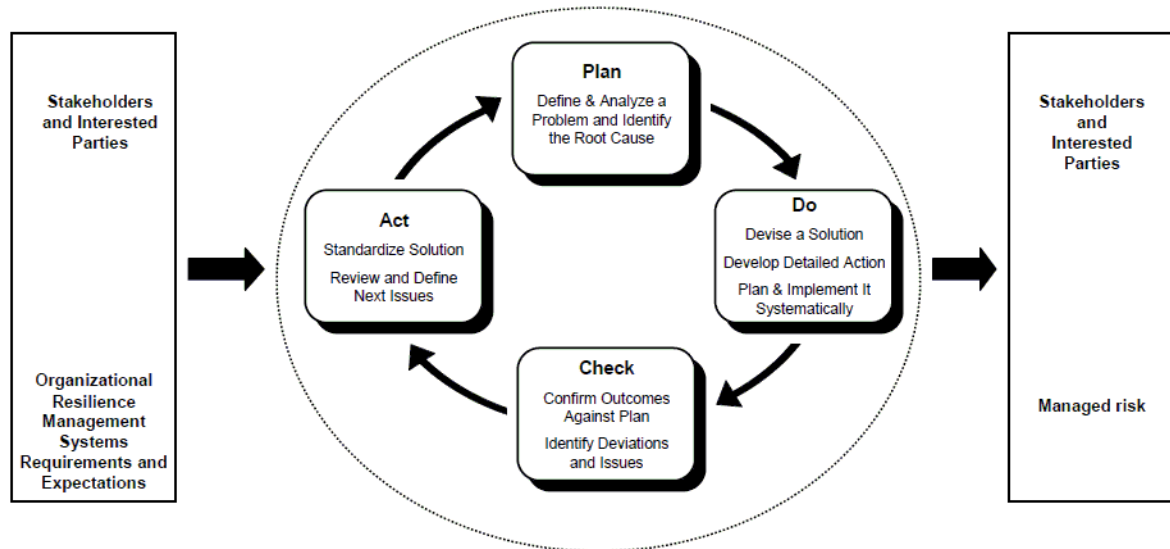 Stakeholders
and Interested
Parties
Organizational
Resilience
Management
Systems
Requirements and
Expectations
Plan
Define & Analyze a
Problem and Identify
the Root Cause
Do
Devise a Solution
Develop Detailed Action
Plan & Implement It
Systematically
Check
Confirm Outcomes
Against Plan
Identify Deviations
and Issues
Act
Standardize Solution
Review and Define
Next Issues
Stakeholders
and
Interested
Parties
Managed risk